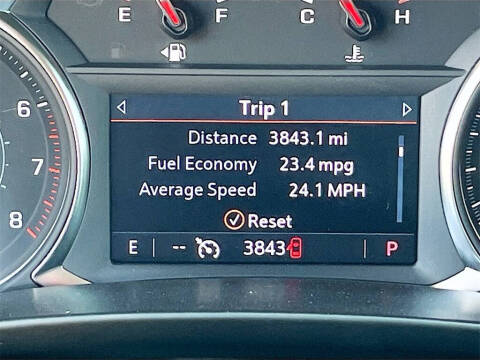 E F C H
Trip 1
6
Distance 3843.1 mi
7
Fuel Economy 23.4 mpg
Average Speed 24.1 MPH
8
Reset
E -- 3843 P